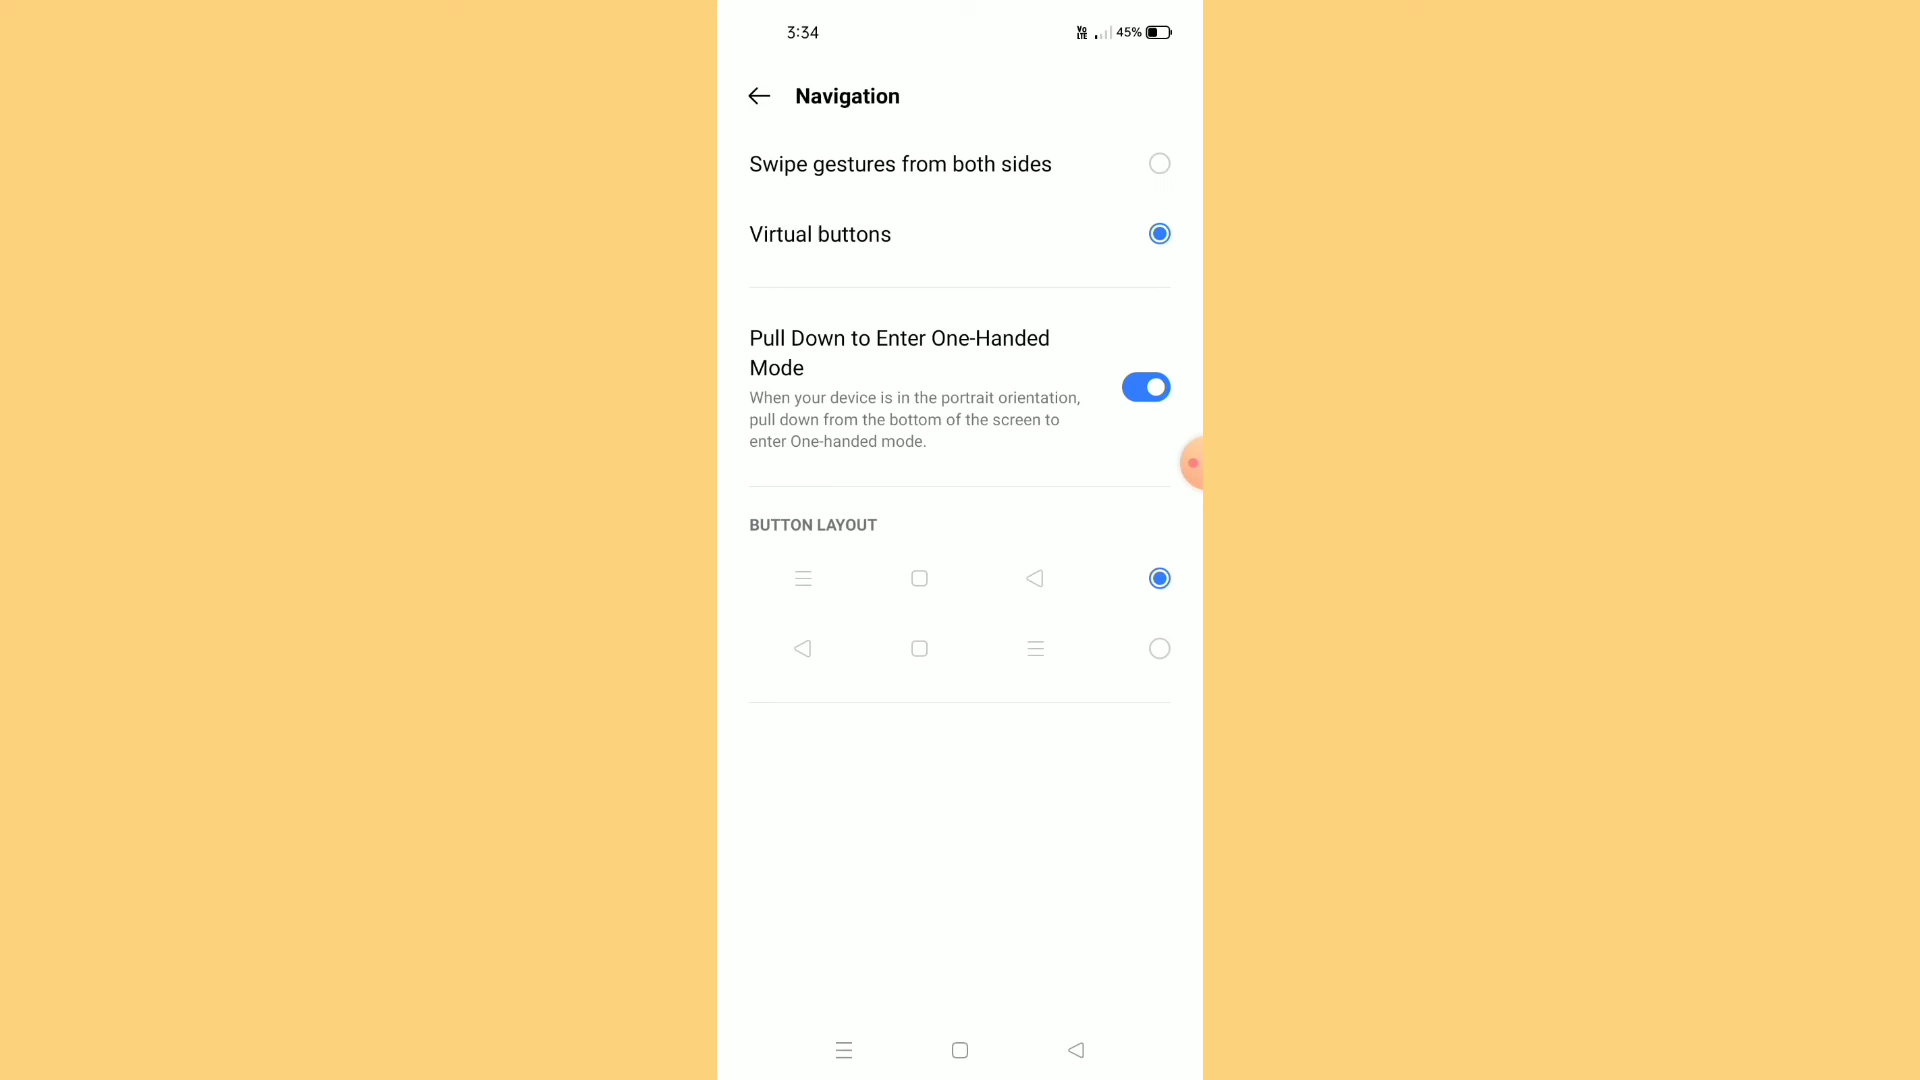 3:34
Vo LTE 45%
Navigation
Swipe gestures from both sides
Virtual buttons
Pull Down to Enter One-Handed
Mode
When your device is in the portrait orientation,
pull down from the bottom of the screen to
enter One-handed mode.
BUTTON LAYOUT